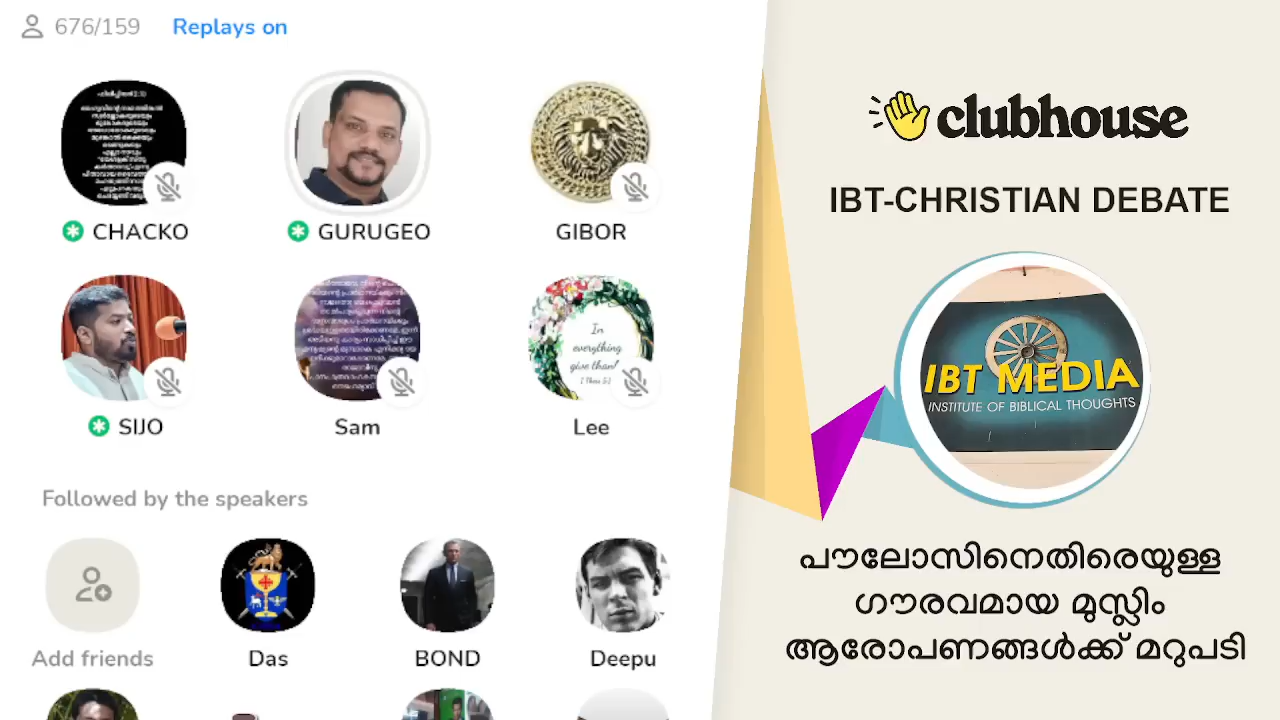 676/159 Replays on
CHACKO GURUGEO GIBOR
In
everything
give thanks
SIJO Sam Lee
Followed by the speakers
Add friends Das BOND Deepu
clubhouse
IBT-CHRISTIAN DEBATE
IBT MEDIA
INSTITUTE OF BIBLICAL THOUGHTS
പൗലോസിനെതിരെയുള്ള
ഗൗരവമായ മുസ്ലിം
ആരോപണങ്ങൾക്ക് മറുപടി